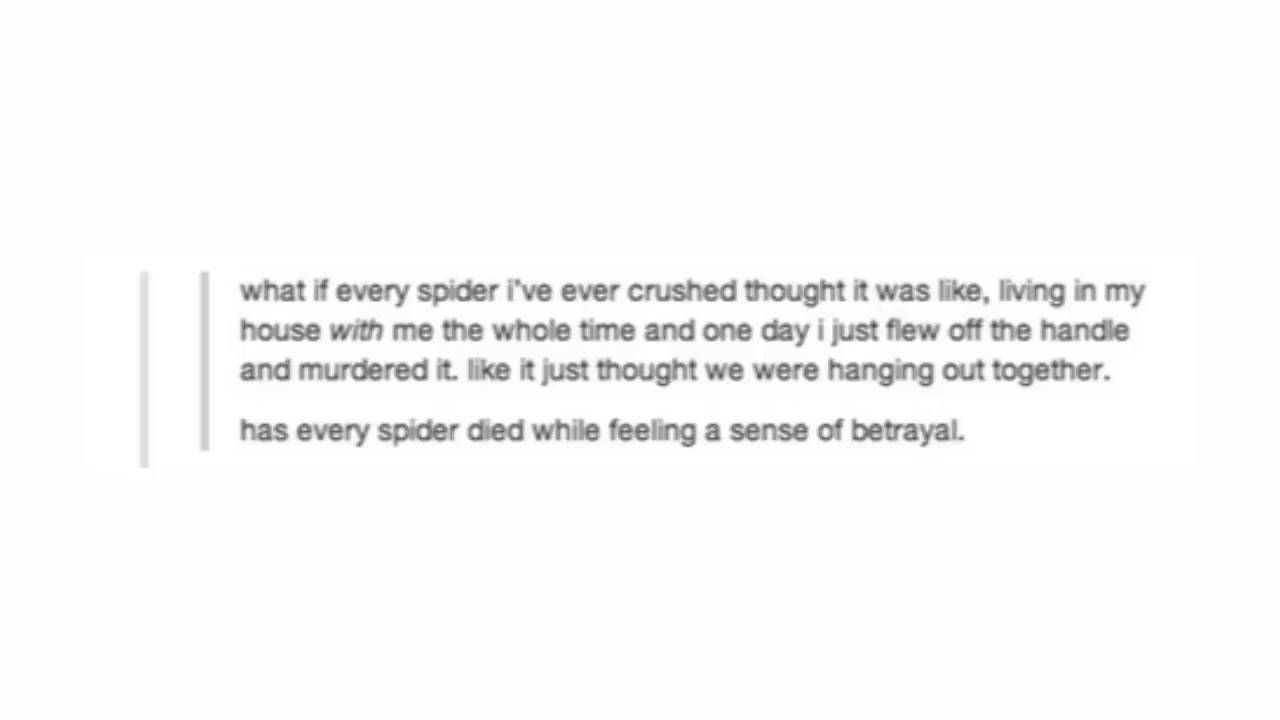 what if every spider i've ever crushed thought it was like, living in my
house with me the whole time and one day i just flew off the handle
and murdered it. like it just thought we were hanging out together.
has every spider died while feeling a sense of betrayal.